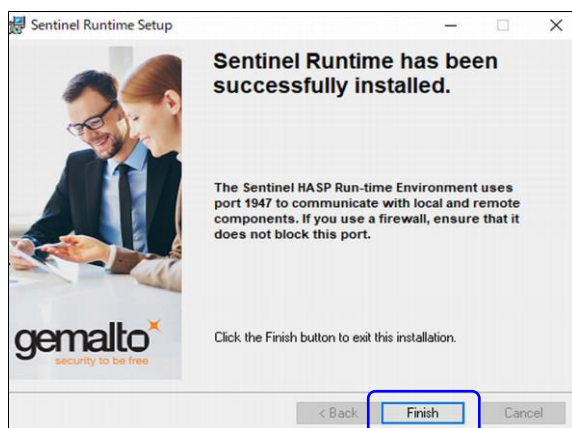 Sentinel Runtime Setup
Sentinel Runtime has been
successfully installed.
The Sentinel HASP Run-time Environment uses
port 1947 to communicate with local and remote
components. If you use a firewall, ensure that it
does not block this port.
gemalto
security to be free
Click the Finish button to exit this installation.
< Back
Finish
Cancel